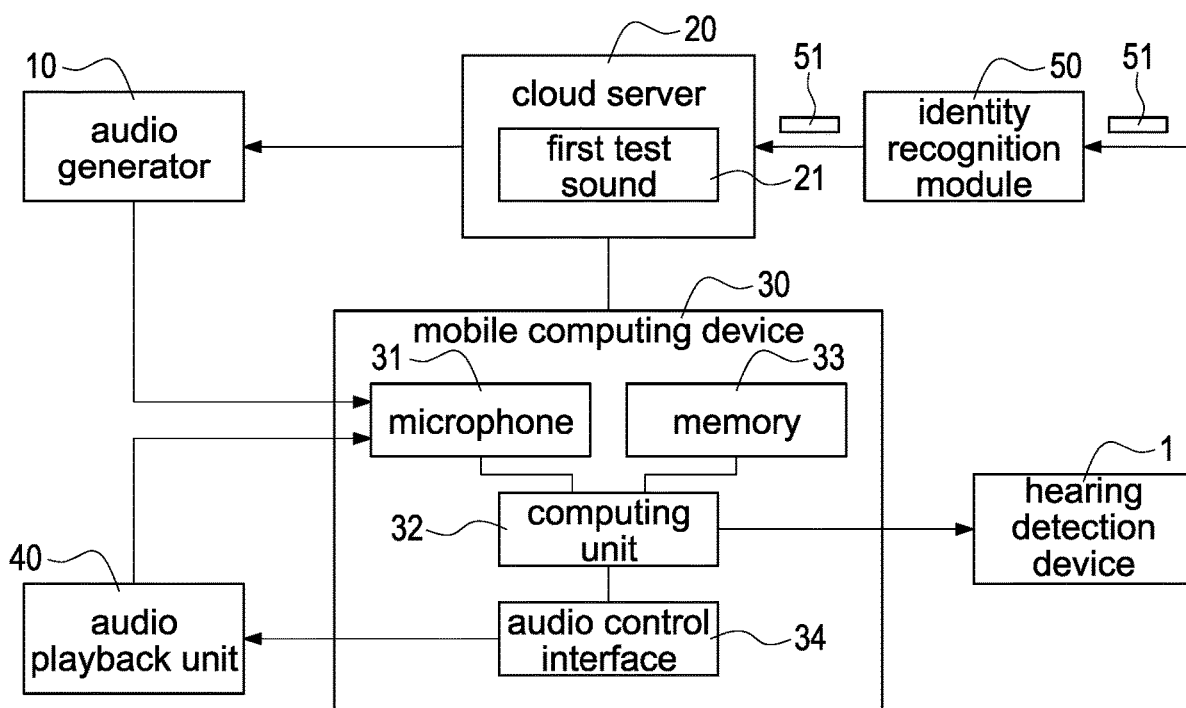 20
10
51
50
51
cloud server
audio
generator
identity
recognition
module
first test
sound
21
30
mobile computing device
31
33
microphone
memory
1
32
computing
unit
hearing
detection
device
40
audio
playback unit
audio control
interface
34